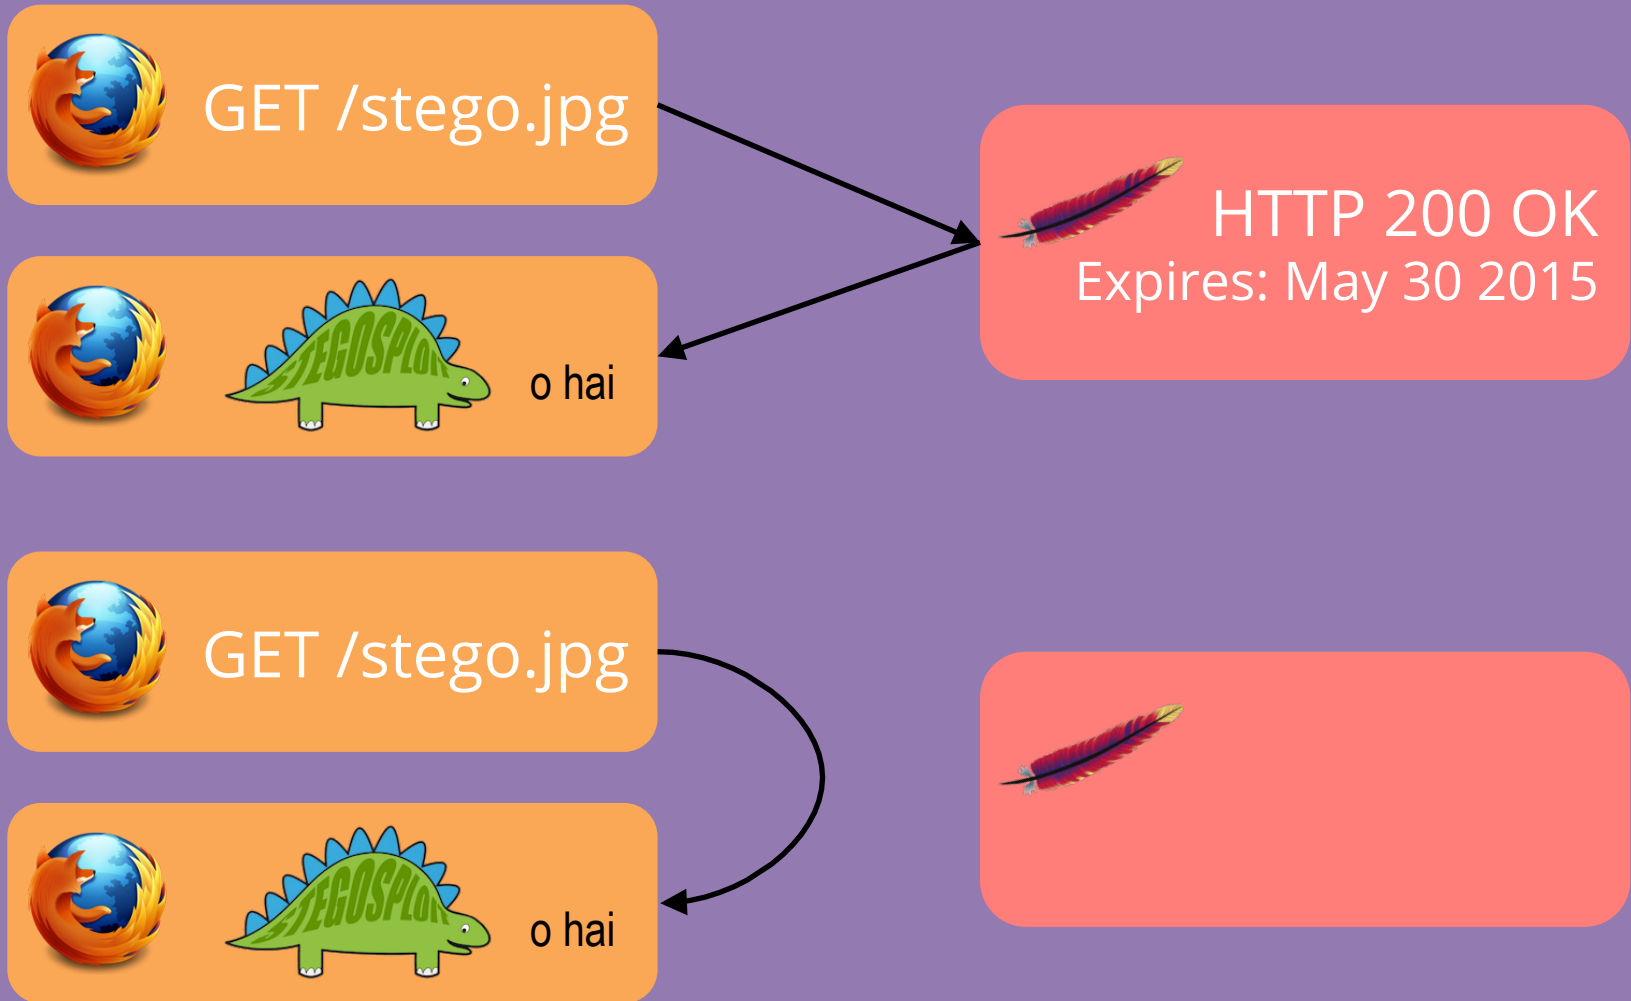 GET /stego.jpg
HTTP 200 OK
Expires: May 30 2015
STEGOSPLOIT
o hai
GET /stego.jpg
STEGOSPLOIT
o hai